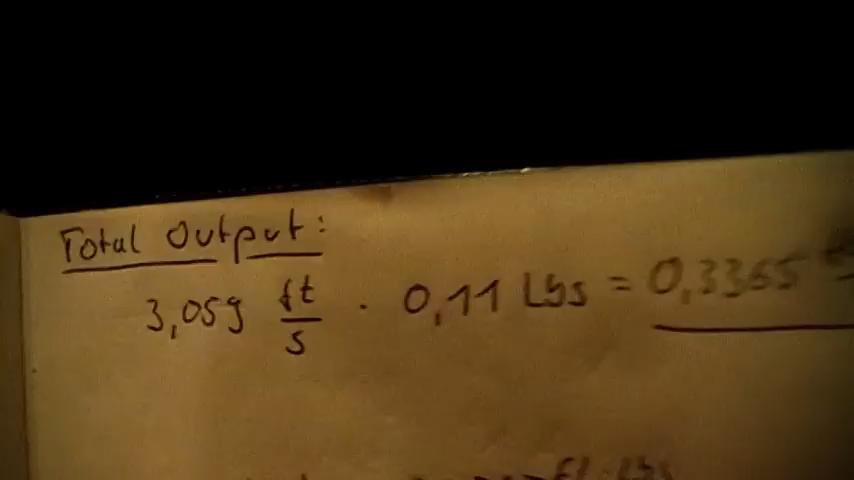 Total Output:
3,059 ft/s · 0,11 Lbs = 0,3365